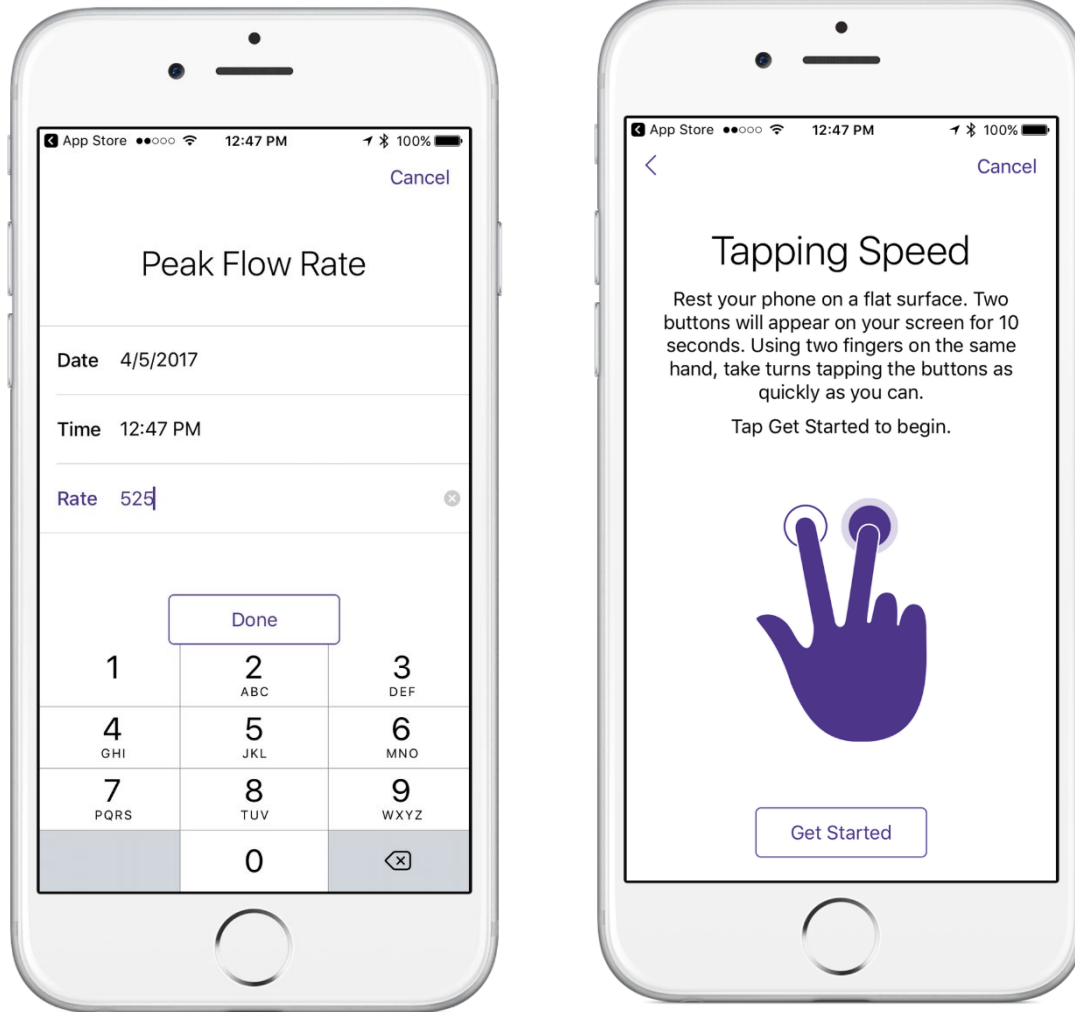 App Store 12:47 PM 100%
Cancel
Peak Flow Rate
Date 4/5/2017
Time 12:47 PM
Rate 525
Done
1 2 3
ABC DEF
4 5 6
GHI JKL MNO
7 8 9
PQRS TUV WXYZ
0
App Store 12:47 PM 100%
Cancel
Tapping Speed
Rest your phone on a flat surface. Two
buttons will appear on your screen for 10
seconds. Using two fingers on the same
hand, take turns tapping the buttons as
quickly as you can.
Tap Get Started to begin.
Get Started